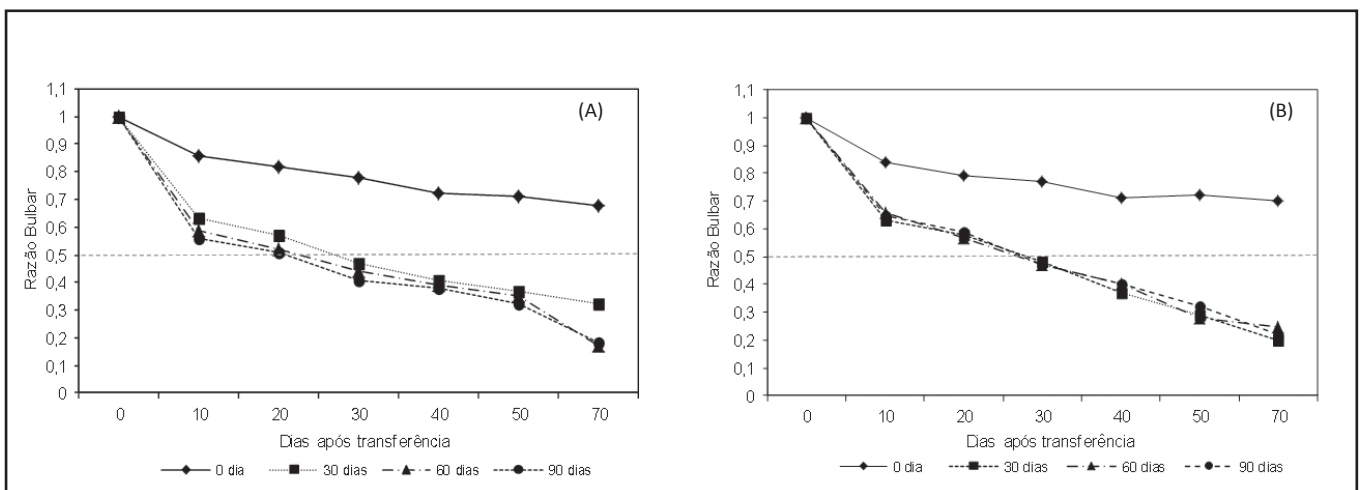 (A)
1,1
1
0,9
0,8
0,7
0,6
0,5
0,4
0,3
0,2
0,1
0
Razão Bulbar
0 10 20 30 40 50 70
Dias após transferência
0 dia 30 dias 60 dias 90 dias
(B)
1,1
1
0,9
0,8
0,7
0,6
0,5
0,4
0,3
0,2
0,1
0
Razão Bulbar
0 10 20 30 40 50 70
Dias após transferência
0 dia 30 dias 60 dias 90 dias